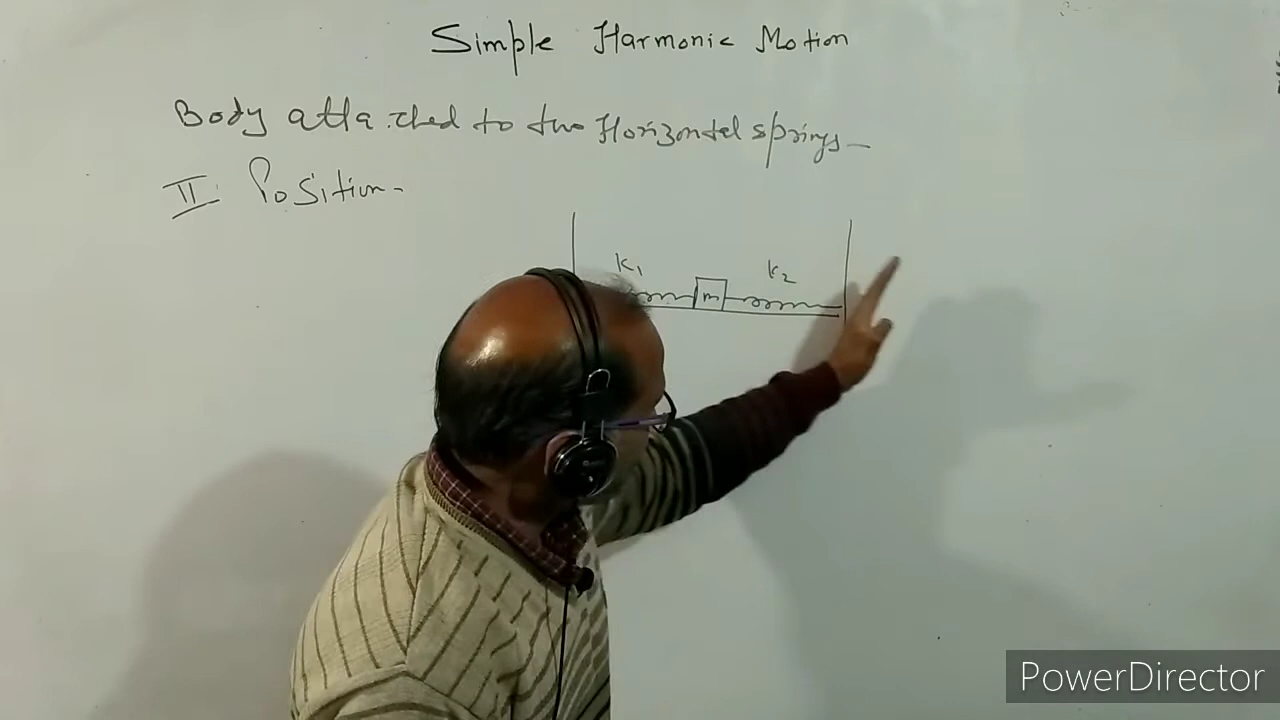 Simple Harmonic Motion
Body attached to two Horizontal springs-
II Position-
K1
K2
m
PowerDirector